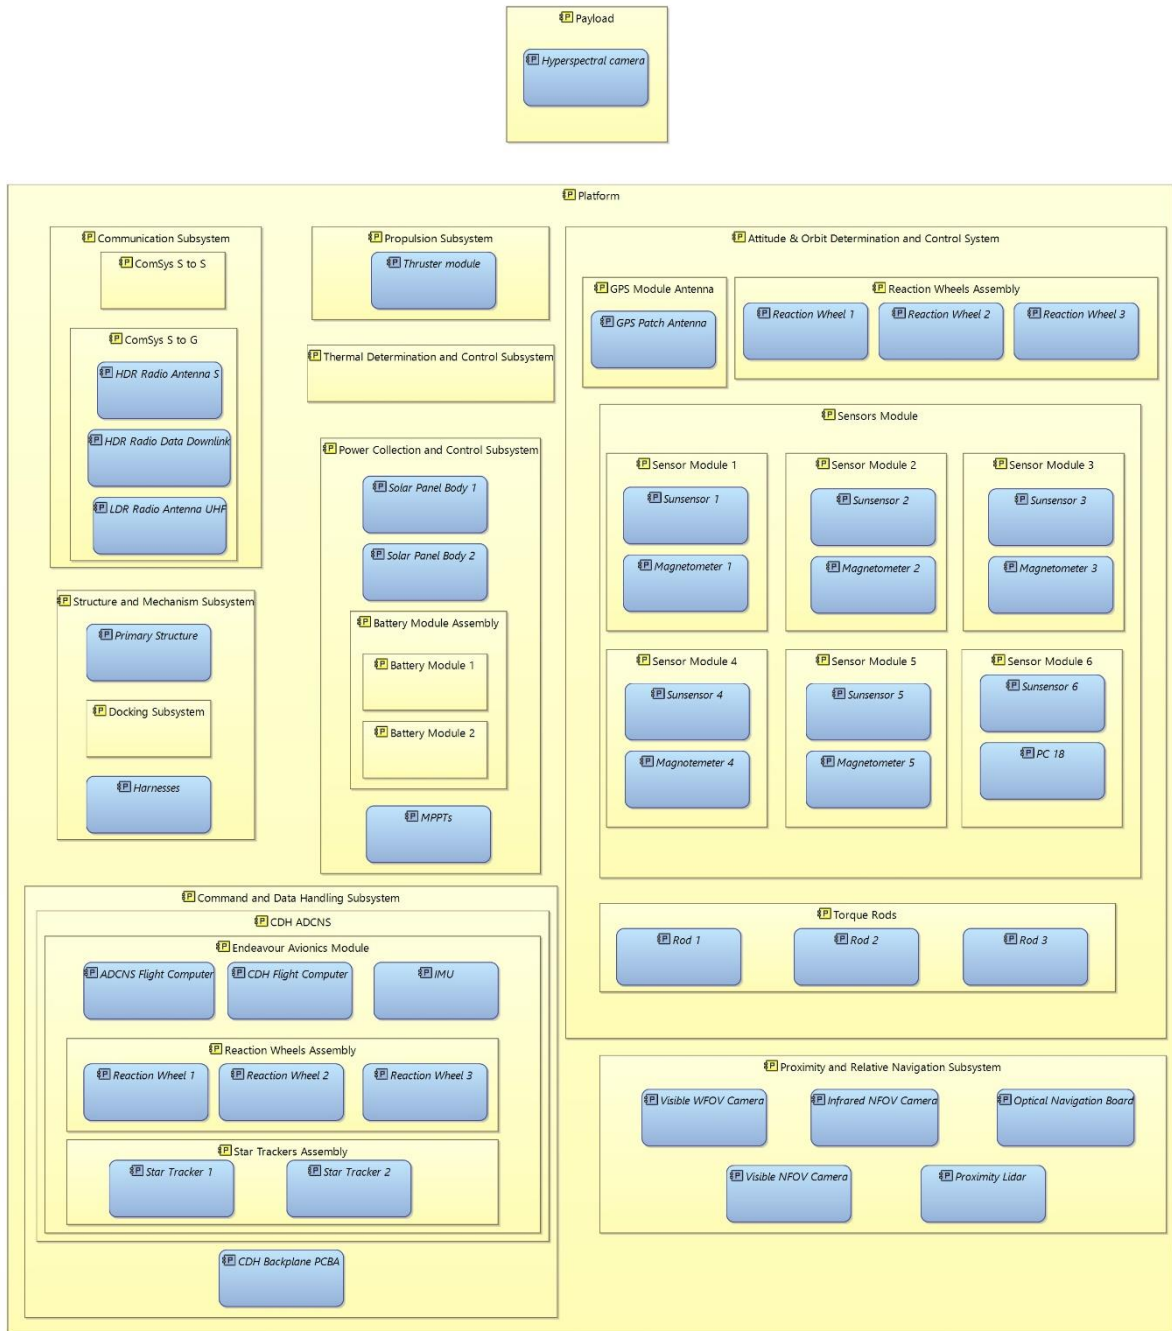 Payload
Hyperspectral camera
Platform
Communication Subsystem
ComSys S to S
ComSys S to G
HDR Radio Antenna S
HDR Radio Data Downlink
LDR Radio Antenna UHF
Structure and Mechanism Subsystem
Primary Structure
Docking Subsystem
Harnesses
Propulsion Subsystem
Thruster module
Thermal Determination and Control Subsystem
Power Collection and Control Subsystem
Solar Panel Body 1
Solar Panel Body 2
Battery Module Assembly
Battery Module 1
Battery Module 2
MPPTs
Command and Data Handling Subsystem
CDH ADCNS
Endeavour Avionics Module
ADCNS Flight Computer
CDH Flight Computer
IMU
Reaction Wheels Assembly
Reaction Wheel 1
Reaction Wheel 2
Reaction Wheel 3
Star Trackers Assembly
Star Tracker 1
Star Tracker 2
CDH Backplane PCBA
Attitude & Orbit Determination and Control System
GPS Module Antenna
GPS Patch Antenna
Reaction Wheels Assembly
Reaction Wheel 1
Reaction Wheel 2
Reaction Wheel 3
Sensors Module
Sensor Module 1
Sunsensor 1
Magnetometer 1
Sensor Module 2
Sunsensor 2
Magnetometer 2
Sensor Module 3
Sunsensor 3
Magnetometer 3
Sensor Module 4
Sunsensor 4
Magnotemeter 4
Sensor Module 5
Sunsensor 5
Magnetometer 5
Sensor Module 6
Sunsensor 6
PC 18
Torque Rods
Rod 1
Rod 2
Rod 3
Proximity and Relative Navigation Subsystem
Visible WFOV Camera
Infrared NFOV Camera
Optical Navigation Board
Visible NFOV Camera
Proximity Lidar